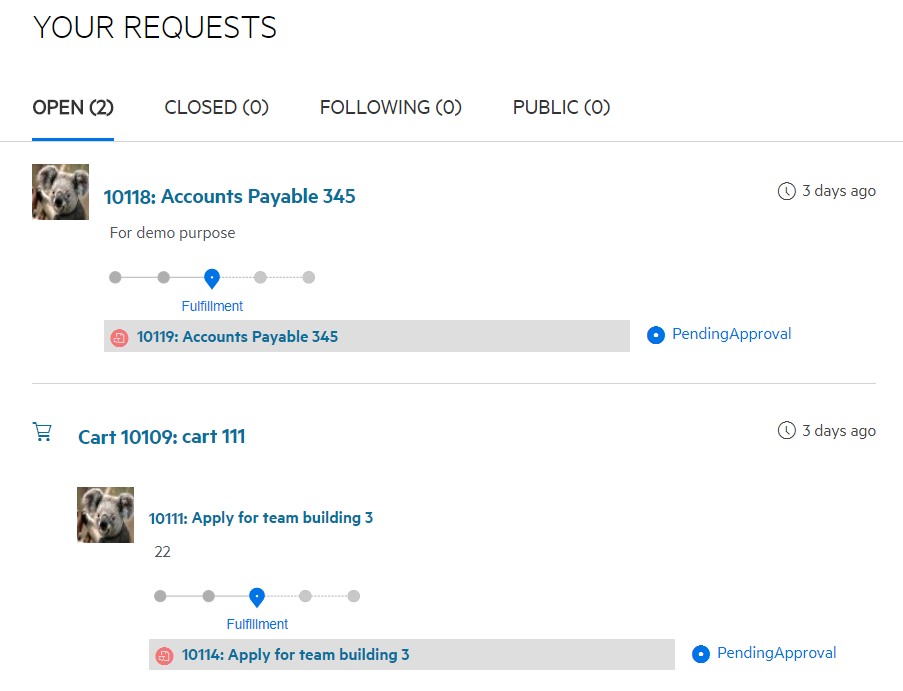 YOUR REQUESTS
OPEN (2) CLOSED (0) FOLLOWING (0) PUBLIC (0)
10118: Accounts Payable 345 3 days ago
For demo purpose
Fulfillment
10119: Accounts Payable 345 PendingApproval
Cart 10109: cart 111 3 days ago
10111: Apply for team building 3
22
Fulfillment
10114: Apply for team building 3 PendingApproval